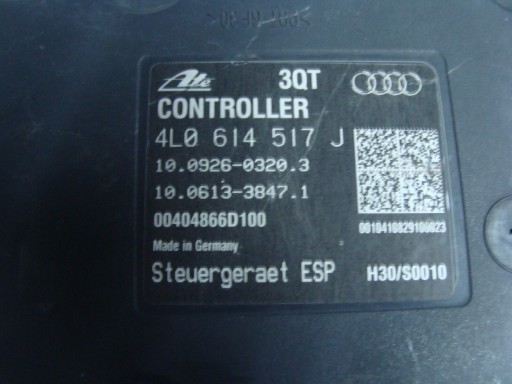 Ate 3QT
CONTROLLER
4L0 614 517 J
10.0926-0320.3
10.0613-3847.1
00404866D100
Made in Germany
Steuergeraet ESP H30/S0010